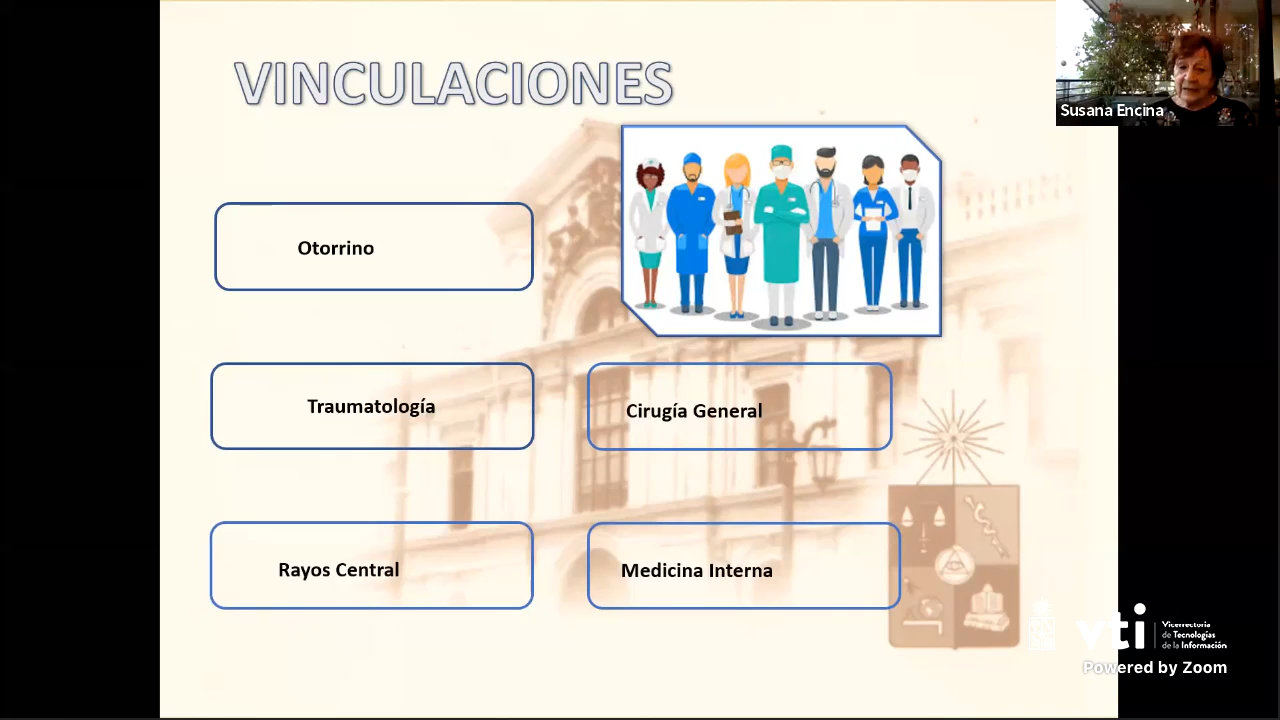 VINCULACIONES
Susana Encina
Otorrino
Traumatología
Cirugía General
Rayos Central
Medicina Interna
vti
Vicerrectoría
de Tecnologías
de la Información
Powered by Zoom